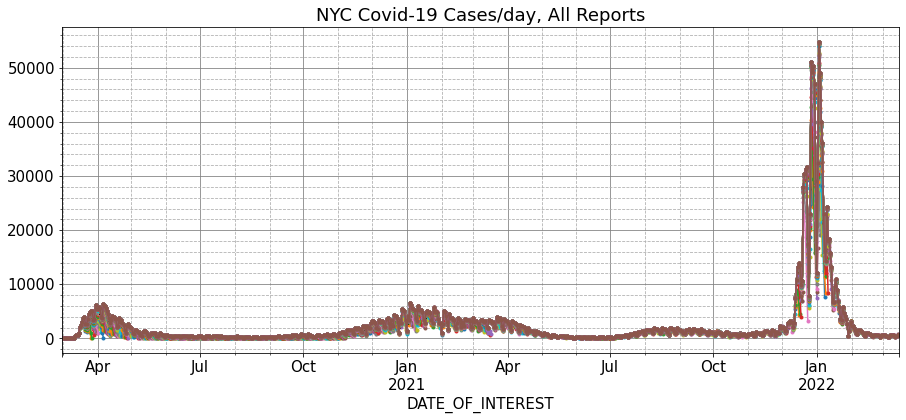 NYC Covid-19 Cases/day, All Reports
50000
40000
30000
20000
10000
0
Apr Jul Oct Jan Apr Jul Oct Jan
2021 2022
DATE_OF_INTEREST